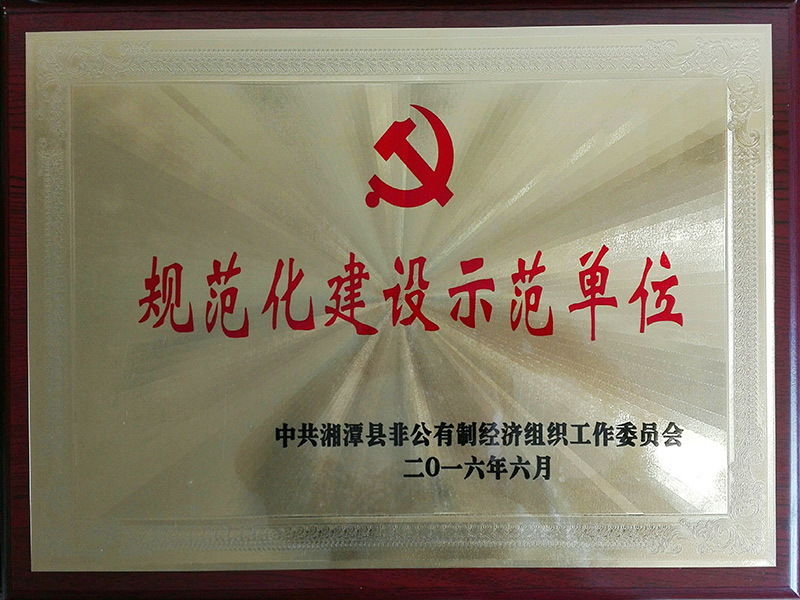 规范化建设示范单位
中共湘潭县非公有制经济组织工作委员会
二0一六年六月